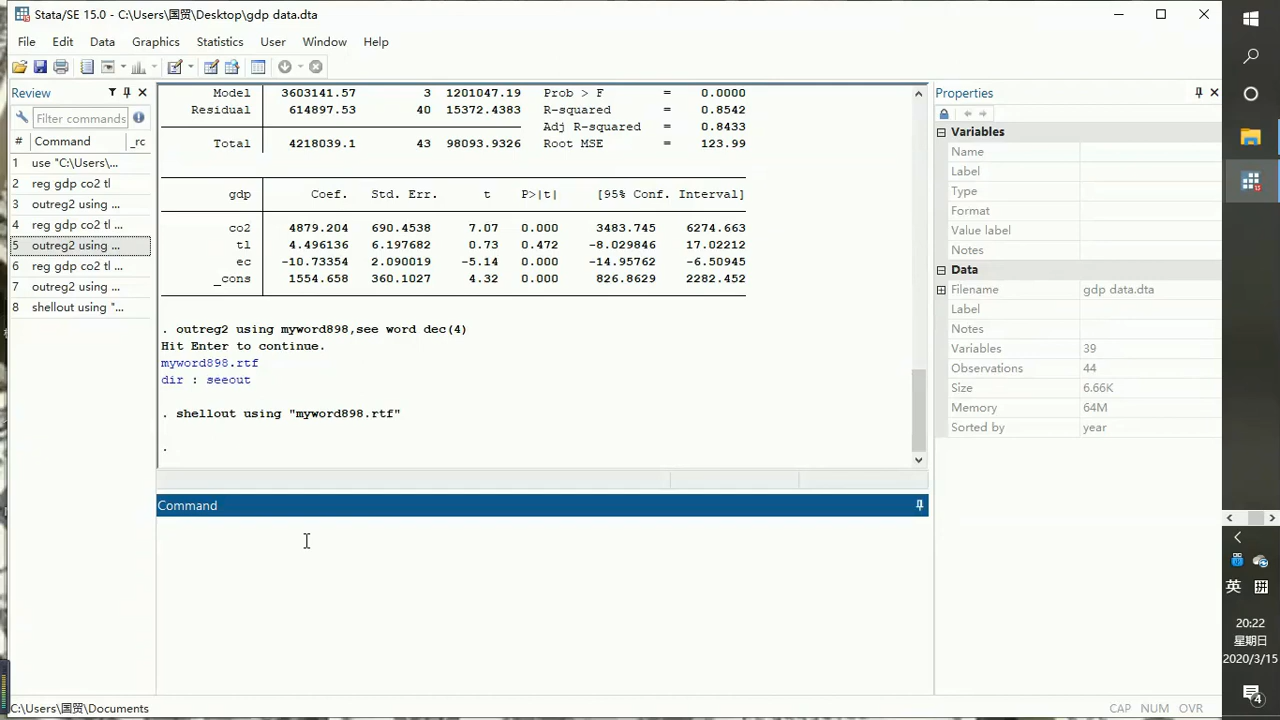 Stata/SE 15.0 - C:\Users\国贸\Desktop\gdp data.dta
File Edit Data Graphics Statistics User Window Help
Review
Filter commands
# Command _rc
1 use "C:\Users\...
2 reg gdp co2 tl
3 outreg2 using ...
4 reg gdp co2 tl ...
5 outreg2 using ...
6 reg gdp co2 tl ...
7 outreg2 using ...
8 shellout using "...
Model 3603141.57 3 1201047.19 Prob > F = 0.0000
Residual 614897.53 40 15372.4383 R-squared = 0.8542
Adj R-squared = 0.8433
Total 4218039.1 43 98093.9326 Root MSE = 123.99
gdp Coef. Std. Err. t P>|t| [95% Conf. Interval]
co2 4879.204 690.4538 7.07 0.000 3483.745 6274.663
tl 4.496136 6.197682 0.73 0.472 -8.029846 17.02212
ec -10.73354 2.090019 -5.14 0.000 -14.95762 -6.50945
_cons 1554.658 360.1027 4.32 0.000 826.8629 2282.452
. outreg2 using myword898,see word dec(4)
Hit Enter to continue.
myword898.rtf
dir : seeout
. shellout using "myword898.rtf"
.
Command
Properties
Variables
Name
Label
Type
Format
Value label
Notes
Data
Filename gdp data.dta
Label
Notes
Variables 39
Observations 44
Size 6.66K
Memory 64M
Sorted by year
C:\Users\国贸\Documents
CAP NUM OVR
英 拼
20:22
星期日
2020/3/15
4